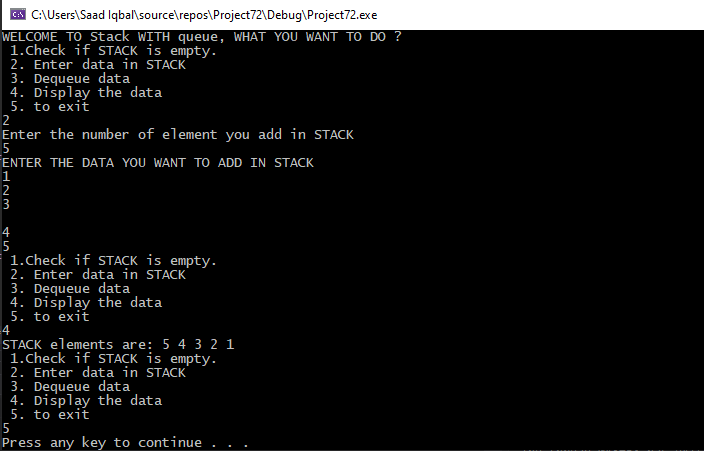 C:\Users\Saad Iqbal\source\repos\Project72\Debug\Project72.exe
WELCOME TO Stack WITH queue, WHAT YOU WANT TO DO ?
1.Check if STACK is empty.
2. Enter data in STACK
3. Dequeue data
4. Display the data
5. to exit
2
Enter the number of element you add in STACK
5
ENTER THE DATA YOU WANT TO ADD IN STACK
1
2
3
4
5
1.Check if STACK is empty.
2. Enter data in STACK
3. Dequeue data
4. Display the data
5. to exit
4
STACK elements are: 5 4 3 2 1
1.Check if STACK is empty.
2. Enter data in STACK
3. Dequeue data
4. Display the data
5. to exit
5
Press any key to continue . . .